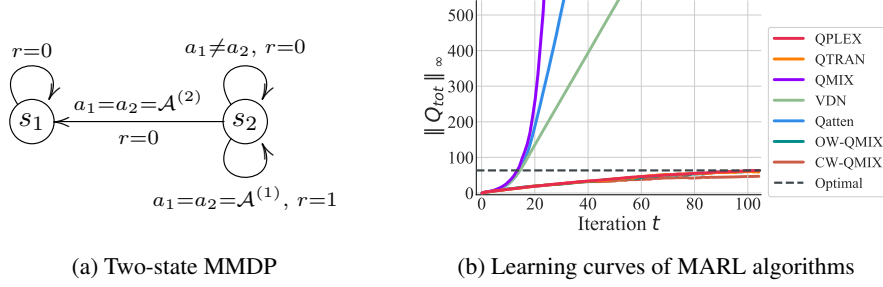 r=0
a₁≠a₂, r=0
a₁=a₂=𝒜⁽²⁾
s₁
s₂
r=0
a₁=a₂=𝒜⁽¹⁾, r=1
(a) Two-state MMDP
‖ Q_tot ‖_∞
500
400
300
200
100
0
0
20
40
60
80
100
Iteration t
QPLEX
QTRAN
QMIX
VDN
Qatten
OW-QMIX
CW-QMIX
Optimal
(b) Learning curves of MARL algorithms